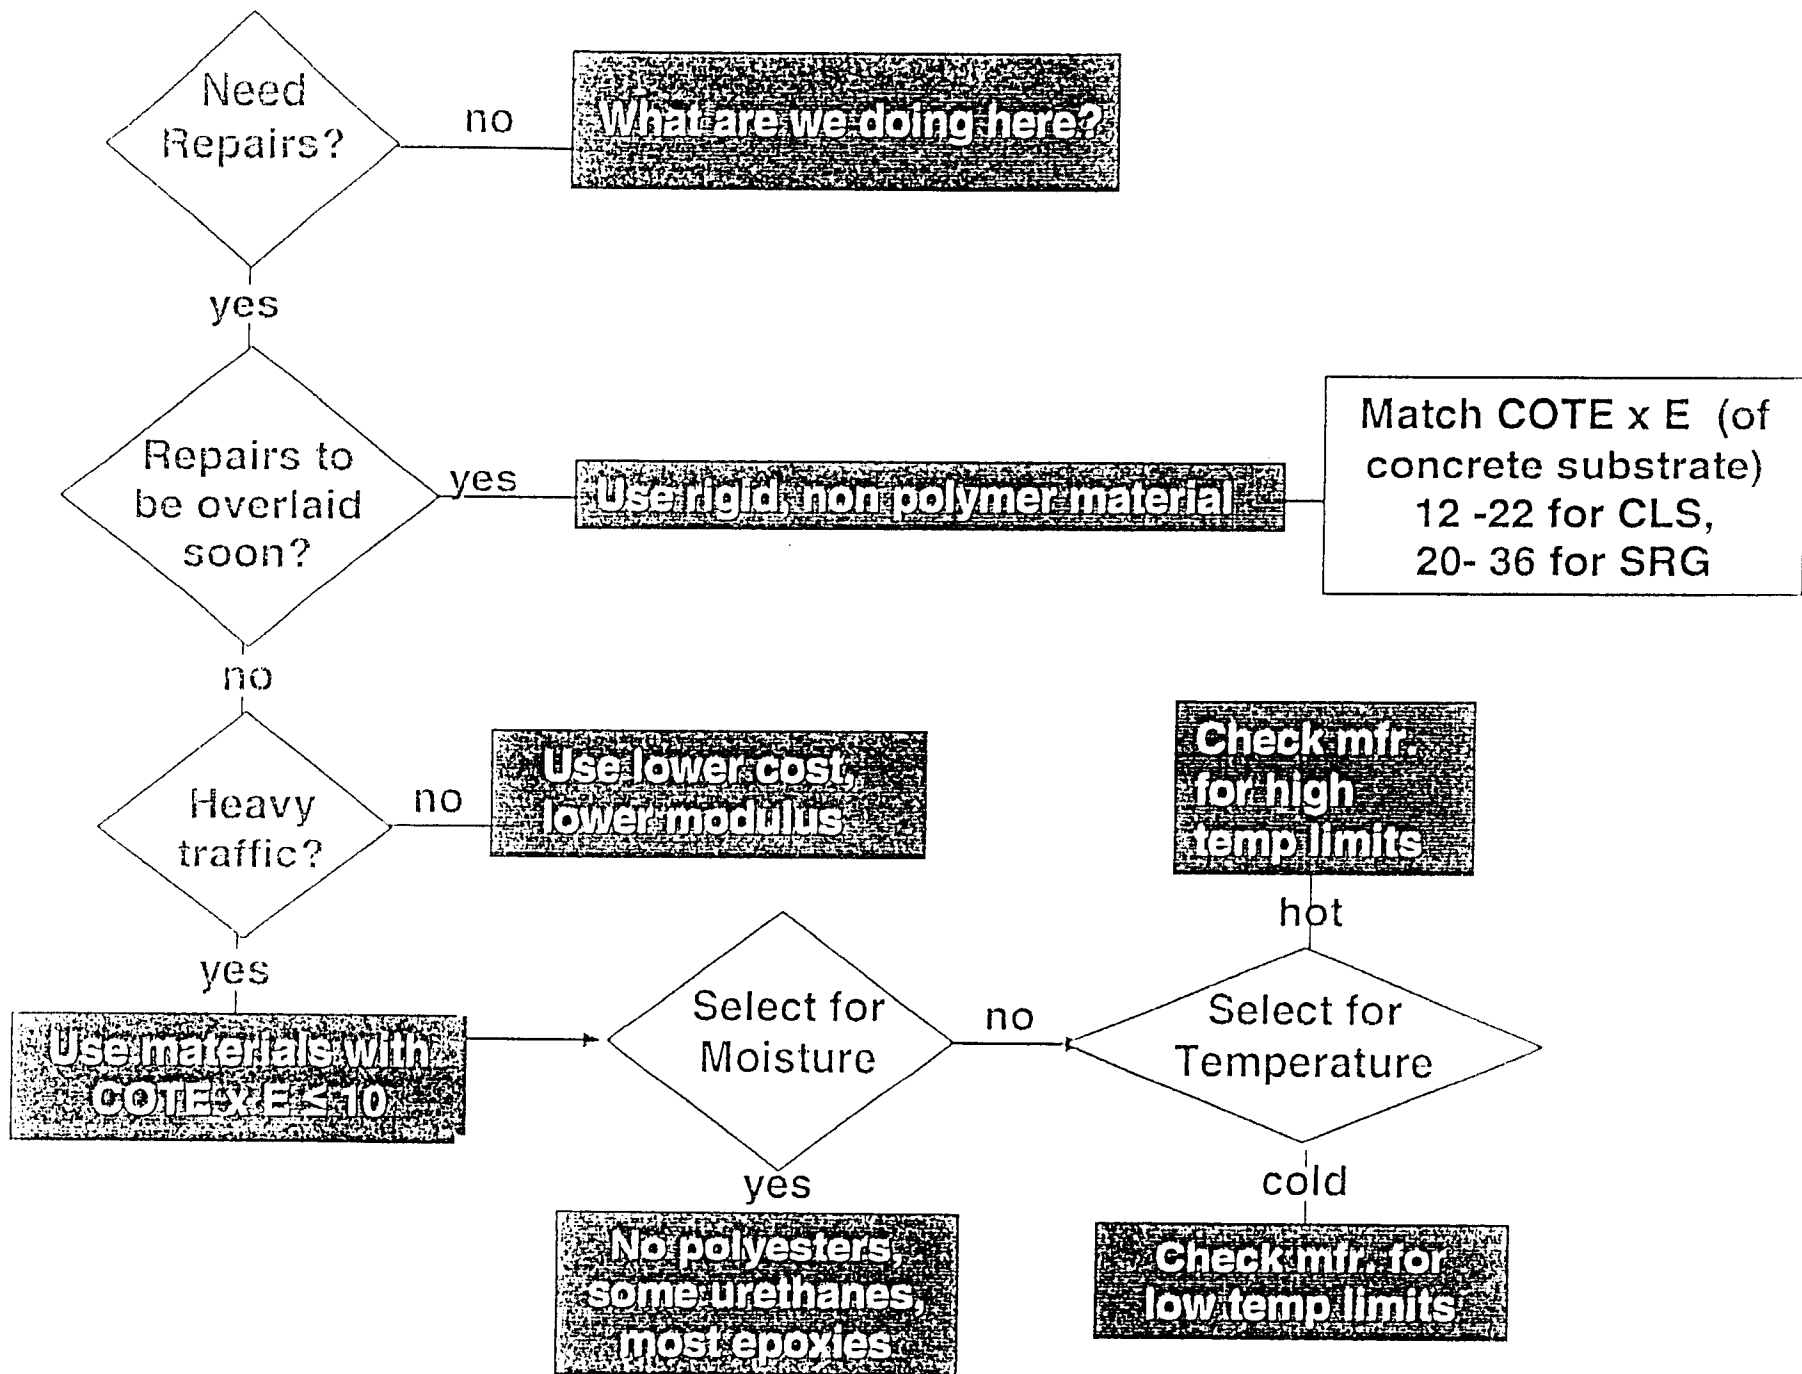 Need
Repairs?
no
What are we doing here?
yes
Repairs to
be overlaid
soon?
yes
Use rigid, non polymer material
Match COTE x E (of
concrete substrate)
12 -22 for CLS,
20- 36 for SRG
no
Heavy
traffic?
no
Use lower cost,
lower modulus
yes
Use materials with
COTE x E ≤ 10
Select for
Moisture
yes
No polyesters,
some urethanes,
most epoxies
no
Select for
Temperature
hot
Check mfr.
for high
temp limits
cold
Check mfr. for
low temp limits